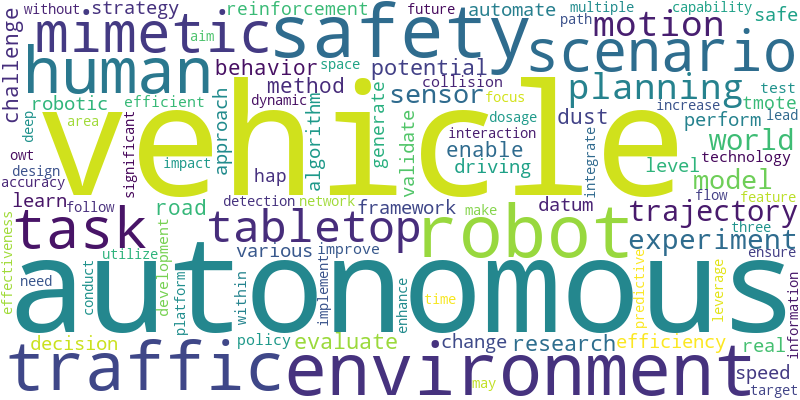 without
strategy
reinforcement
future
automate
multiple
capability
challenge
mimetic
aim
safety
path
motion
safe
scenario
human
behavior
space
potential
collision
planning
test
robotic
efficient
method
dynamic
sensor
focus
increase
tmote
deep
area
approach
algorithm
generate
validate
dosage
dust
perform
lead
vehicle
interaction
enable
integrate
world
owt
design
accuracy
significant
impact
hap
driving
level
technology
model
learn
follow
road
detection
network
framework
make
datum
flow
feature
trajectory
task
tabletop
robot
three
experiment
effectiveness
utilize
development
various
improve
ensure
need
conduct
platform
within
implement
enhance
time
predictive
leverage
information
autonomous
decision
policy
evaluate
change
research
efficiency
real
traffic
environment
may
speed
target